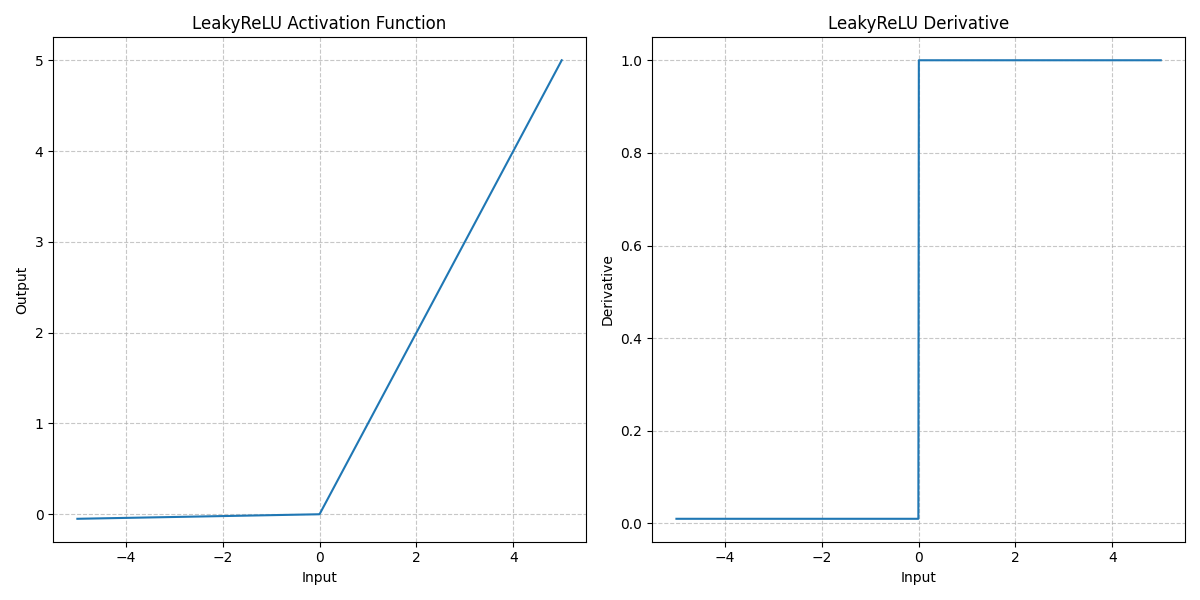 LeakyReLU Activation Function
5
4
3
2
1
0
Output
−4 −2 0 2 4
Input
LeakyReLU Derivative
1.0
0.8
0.6
0.4
0.2
0.0
Derivative
−4 −2 0 2 4
Input